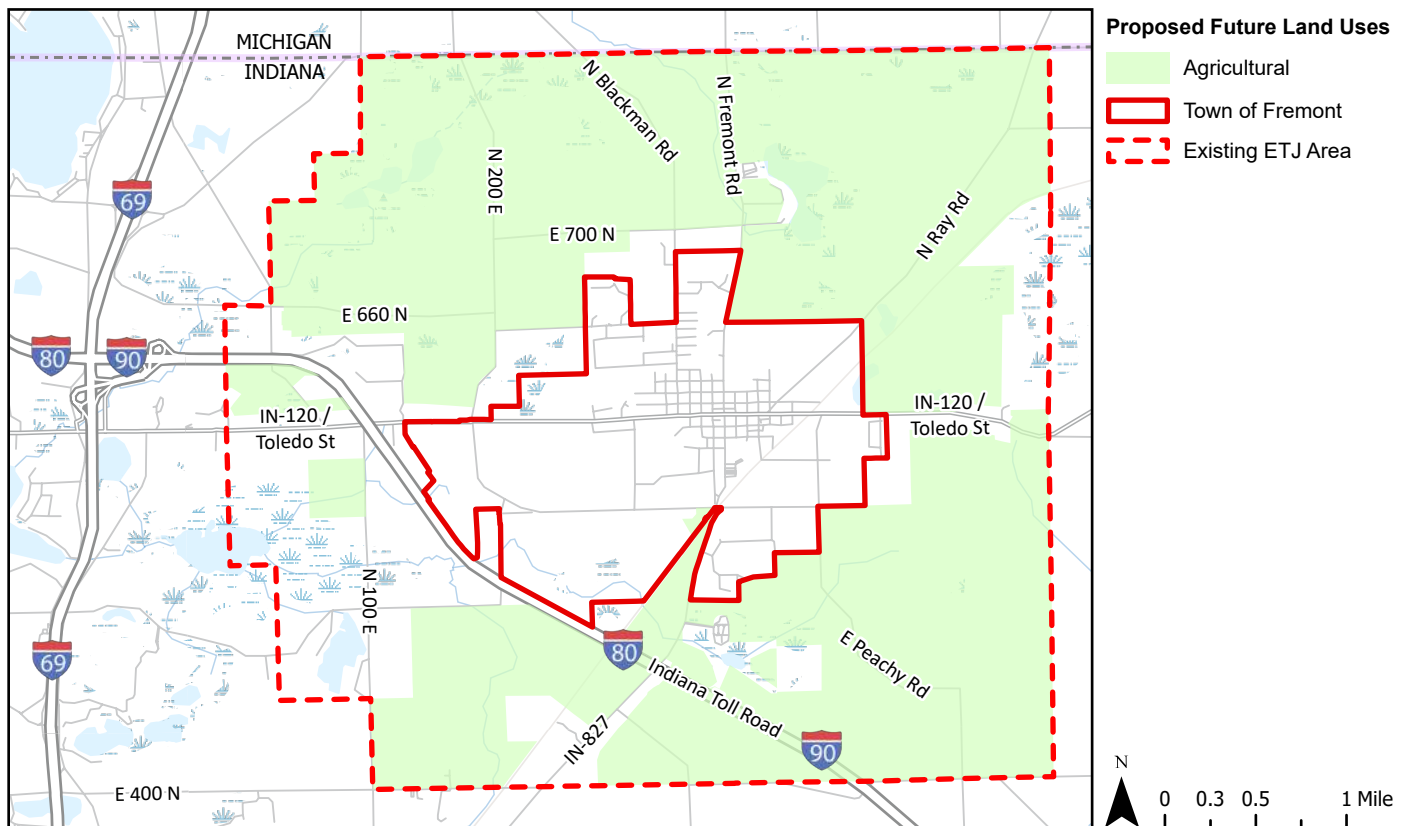 Proposed Future Land Uses
Agricultural
Town of Fremont
Existing ETJ Area
MICHIGAN
INDIANA
N Blackman Rd
N Fremont Rd
N 200 E
69
E 700 N
N Ray Rd
E 660 N
80
90
IN-120 /
Toledo St
IN-120 /
Toledo St
N 100 E
69
80
E Peachy Rd
Indiana Toll Road
IN-827
90
E 400 N
N
0 0.3 0.5 1 Mile